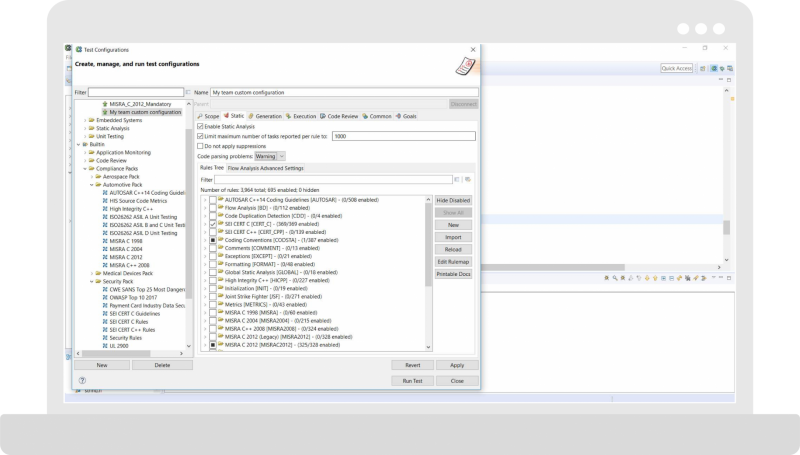 Test Configurations
Create, manage, and run test configurations
Quick Access
Filter
Name My team custom configuration
Parent Disconnect
MISRA_C_2012_Mandatory
My team custom configuration
Embedded Systems
Static Analysis
Unit Testing
Builtin
Application Monitoring
Code Review
Compliance Packs
Aerospace Pack
Automotive Pack
AUTOSAR C++14 Coding Guidel
HIS Source Code Metrics
High Integrity C++
ISO26262 ASIL A Unit Testing
ISO26262 ASIL B and C Unit Testi
ISO26262 ASIL D Unit Testing
MISRA C 1998
MISRA C 2004
MISRA C 2012
MISRA C++ 2008
Medical Devices Pack
Security Pack
CWE SANS Top 25 Most Dangen
OWASP Top 10 2017
Payment Card Industry Data Secu
SEI CERT C Guidelines
SEI CERT C Rules
SEI CERT C++ Rules
Security Rules
UL 2900
Scope Static Generation Execution Code Review Common Goals
Enable Static Analysis
Limit maximum number of tasks reported per rule to: 1000
Do not apply suppressions
Code parsing problems: Warning
Rules Tree Flow Analysis Advanced Settings
Filter
Number of rules: 3,964 total; 695 enabled; 0 hidden
AUTOSAR C++14 Coding Guidelines [AUTOSAR] - (0/508 enabled)
Flow Analysis [BD] - (0/112 enabled)
Code Duplication Detection [CDD] - (0/4 enabled)
SEI CERT C [CERT_C] - (369/369 enabled)
SEI CERT C++ [CERT_CPP] - (0/139 enabled)
Coding Conventions [CODSTA] - (1/387 enabled)
Comments [COMMENT] - (0/13 enabled)
Exceptions [EXCEPT] - (0/21 enabled)
Formatting [FORMAT] - (0/48 enabled)
Global Static Analysis [GLOBAL] - (0/16 enabled)
High Integrity C++ [HICPP] - (0/227 enabled)
Initialization [INIT] - (0/19 enabled)
Joint Strike Fighter [JSF] - (0/271 enabled)
Metrics [METRICS] - (0/43 enabled)
MISRA C 1998 [MISRA] - (0/60 enabled)
MISRA C 2004 [MISRA2004] - (0/215 enabled)
MISRA C++ 2008 [MISRA2008] - (0/324 enabled)
MISRA C 2012 (Legacy) [MISRA2012] - (0/328 enabled)
MISRA C 2012 [MISRAC2012] - (325/328 enabled)
Hide Disabled
Show All
New
Import
Reload
Edit Rulemap
Printable Docs
New Delete Revert Apply
Run Test Close